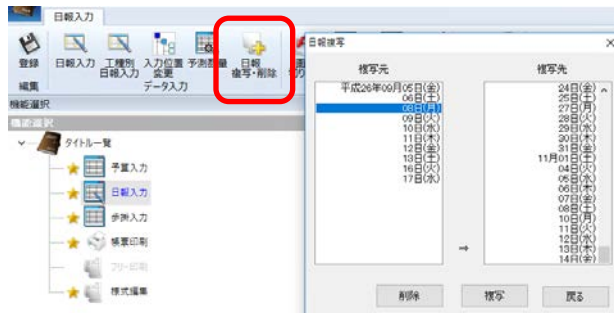 日報入力
登録
日報入力
工種別
日報入力
入力位置
変更
予測数量
日報
複写・削除
編集
データ入力
機能選択
機能選択
タイトル一覧
予算入力
日報入力
歩掛入力
帳票印刷
フリー印刷
様式編集
日報複写
複写元
複写先
平成26年09月05日(金)
06日(土)
08日(月)
09日(火)
10日(水)
11日(木)
12日(金)
13日(土)
16日(火)
17日(水)
24日(金)
25日(土)
27日(月)
28日(火)
29日(水)
30日(木)
31日(金)
11月01日(土)
04日(火)
05日(水)
06日(木)
07日(金)
08日(土)
10日(月)
11日(火)
12日(水)
13日(木)
14日(金)
⇒
削除
複写
戻る